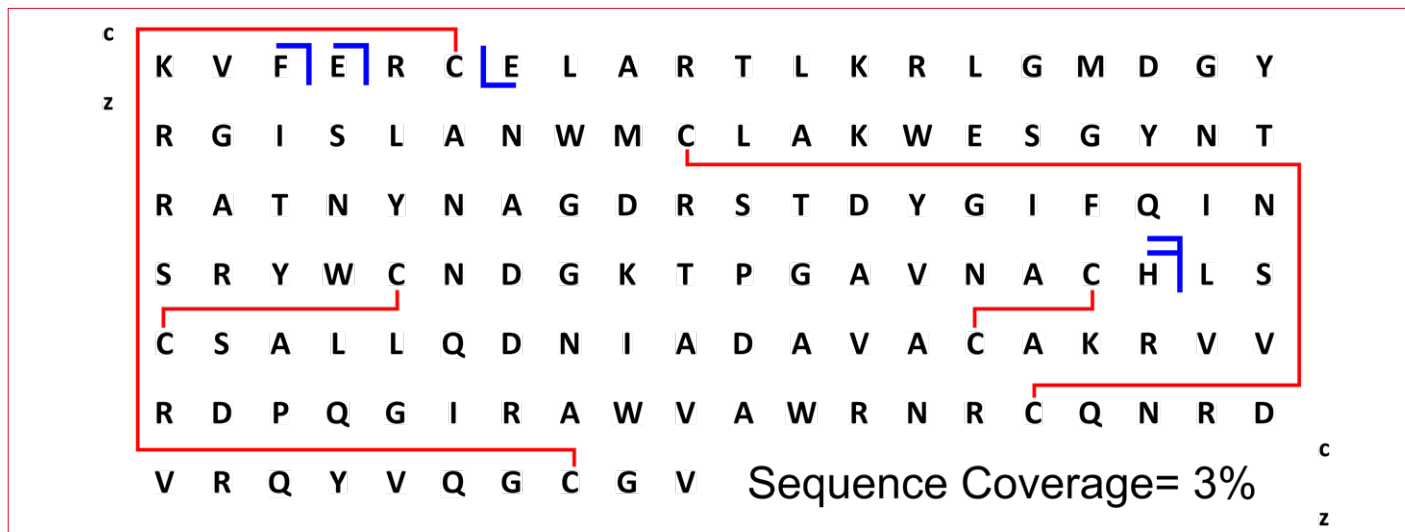 c
K V F E R C E L A R T L K R L G M D G Y
z
R G I S L A N W M C L A K W E S G Y N T
R A T N Y N A G D R S T D Y G I F Q I N
S R Y W C N D G K T P G A V N A C H L S
C S A L L Q D N I A D A V A C A K R V V
R D P Q G I R A W V A W R N R C Q N R D
c
V R Q Y V Q G C G V Sequence Coverage= 3%
z